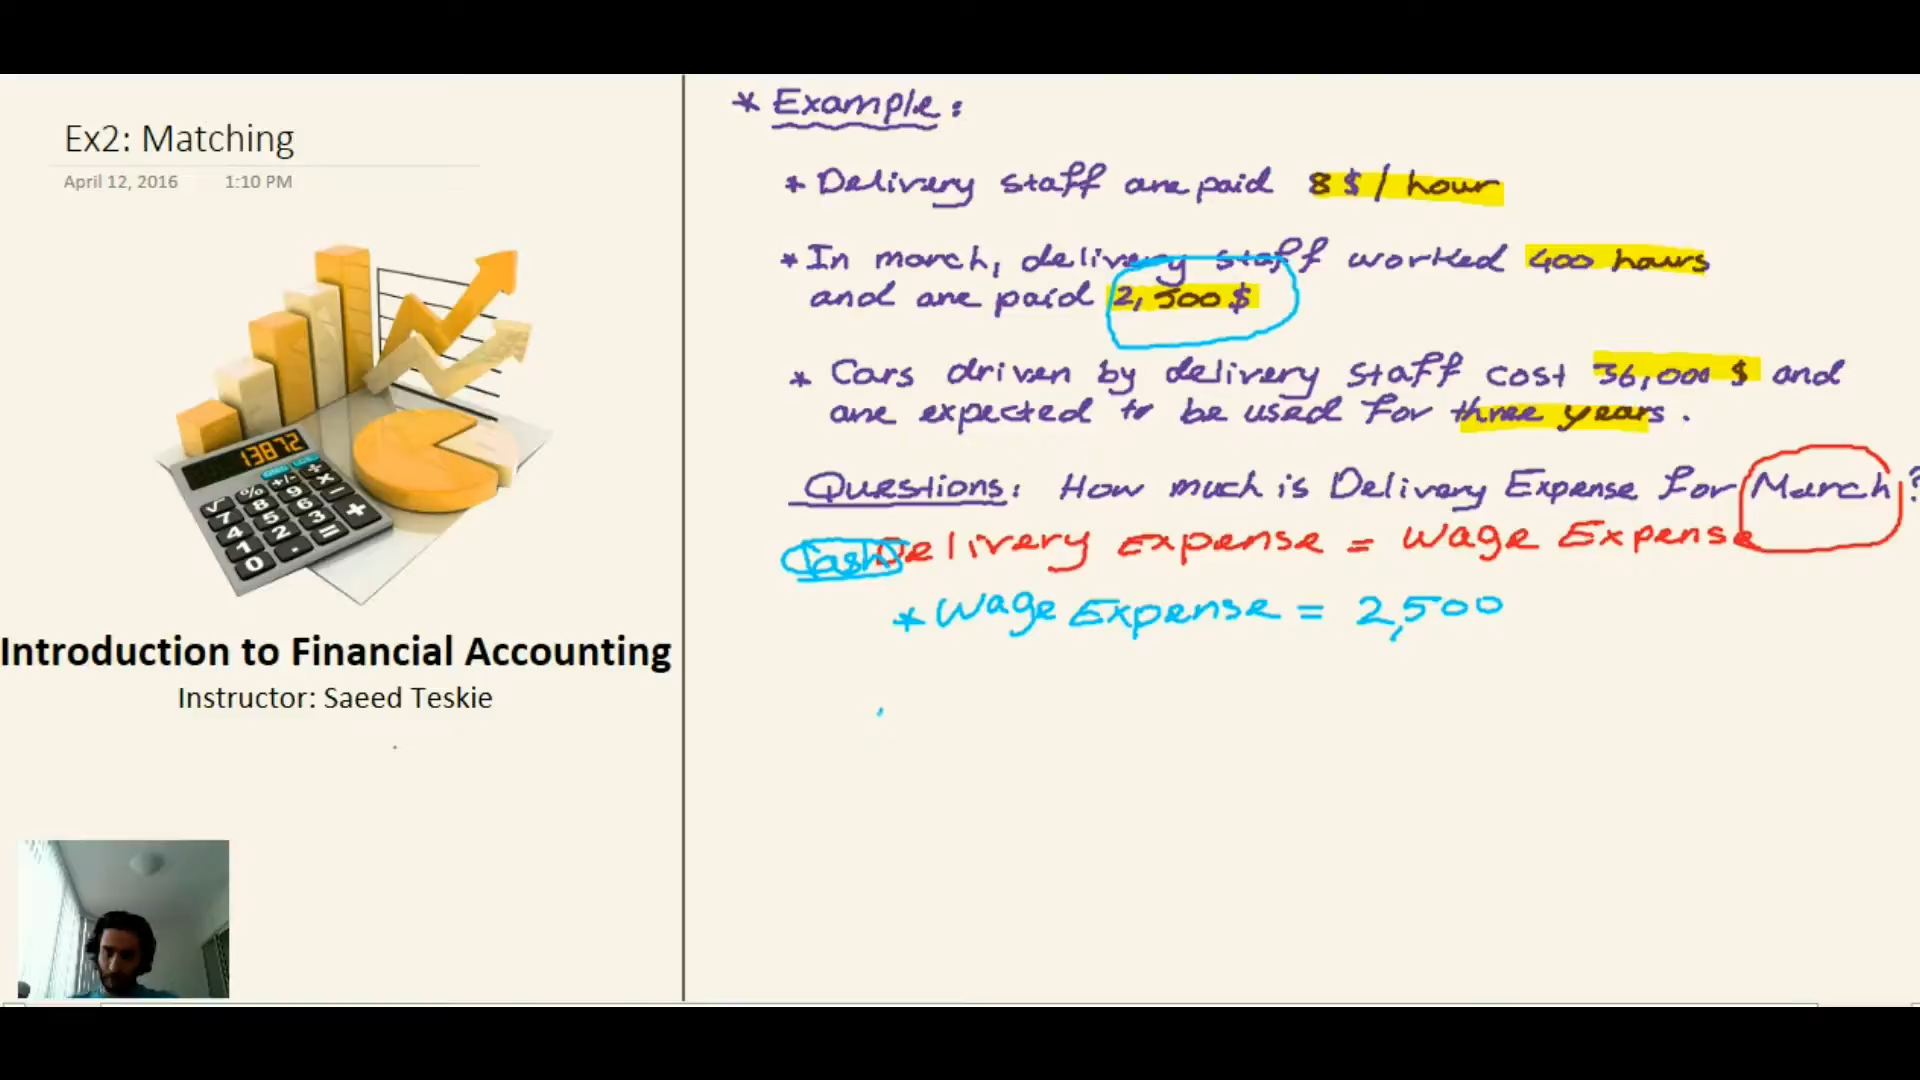 Ex2: Matching
April 12, 2016 1:10 PM
13872
Introduction to Financial Accounting
Instructor: Saeed Teskie
* Example:
* Delivery staff are paid 8 $ / hour
* In march, delivery staff worked 400 hours
and are paid 2,500 $
* Cars driven by delivery staff cost 36,000 $ and
are expected to be used for three years.
Questions: How much is Delivery Expense for March?
Cash Delivery expense = Wage Expense
* Wage Expense = 2,500